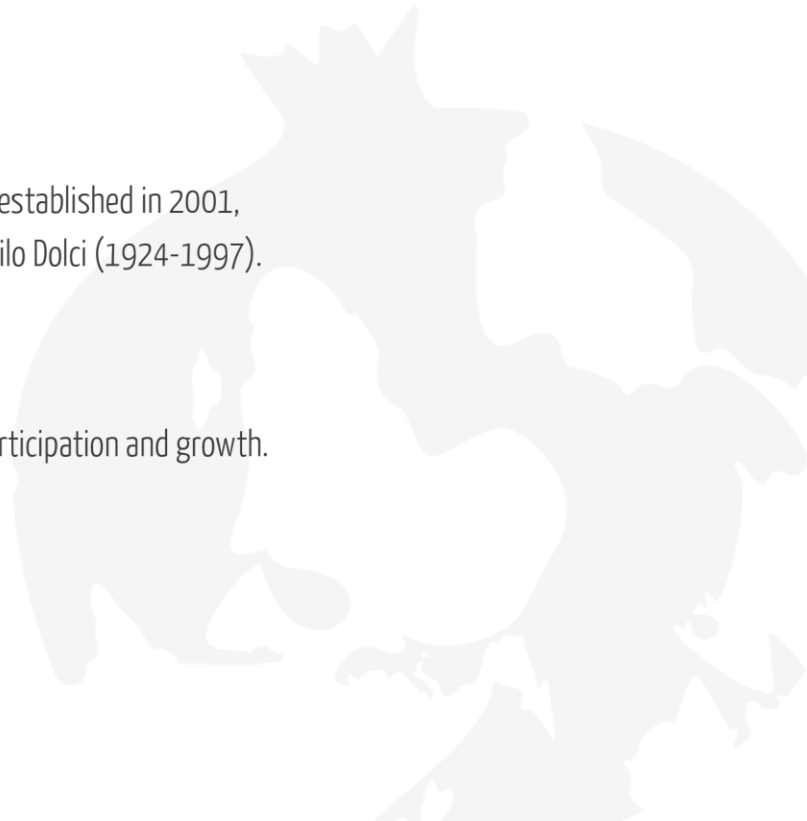 established in 2001,
ilo Dolci (1924-1997).
rticipation and growth.